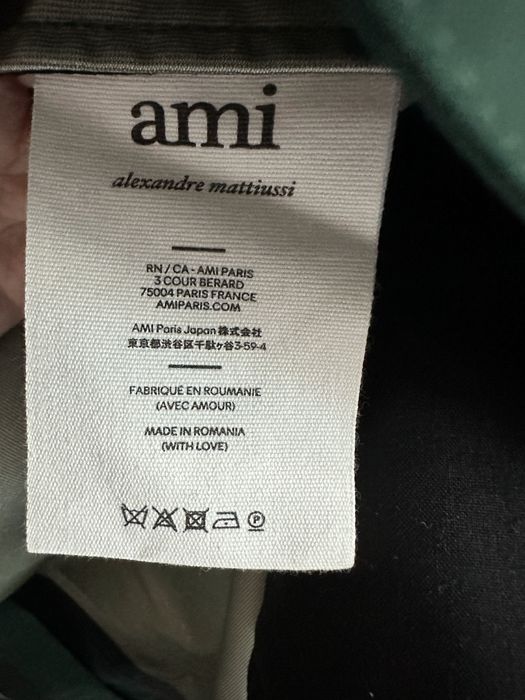 ami
alexandre mattiussi
RN / CA - AMI PARIS
3 COUR BERARD
75004 PARIS FRANCE
AMIPARIS.COM
AMI Paris Japan 株式会社
東京都渋谷区千駄ヶ谷3-59-4
FABRIQUÉ EN ROUMANIE
(AVEC AMOUR)
MADE IN ROMANIA
(WITH LOVE)
P